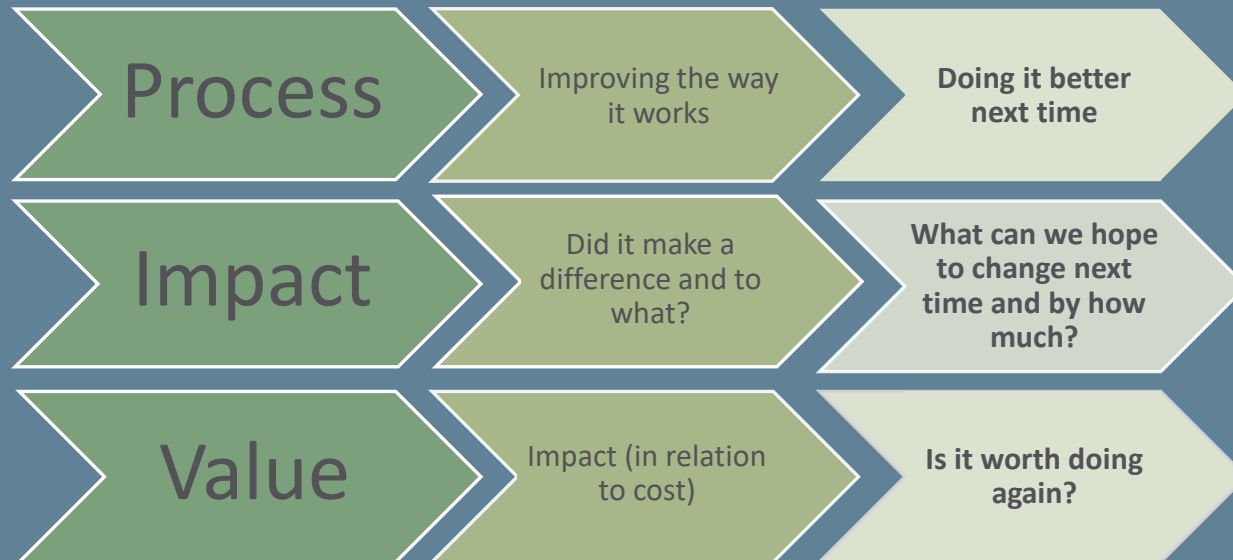 Process
Improving the way
it works
Doing it better
next time
Impact
Did it make a
difference and to
what?
What can we hope
to change next
time and by how
much?
Value
Impact (in relation
to cost)
Is it worth doing
again?